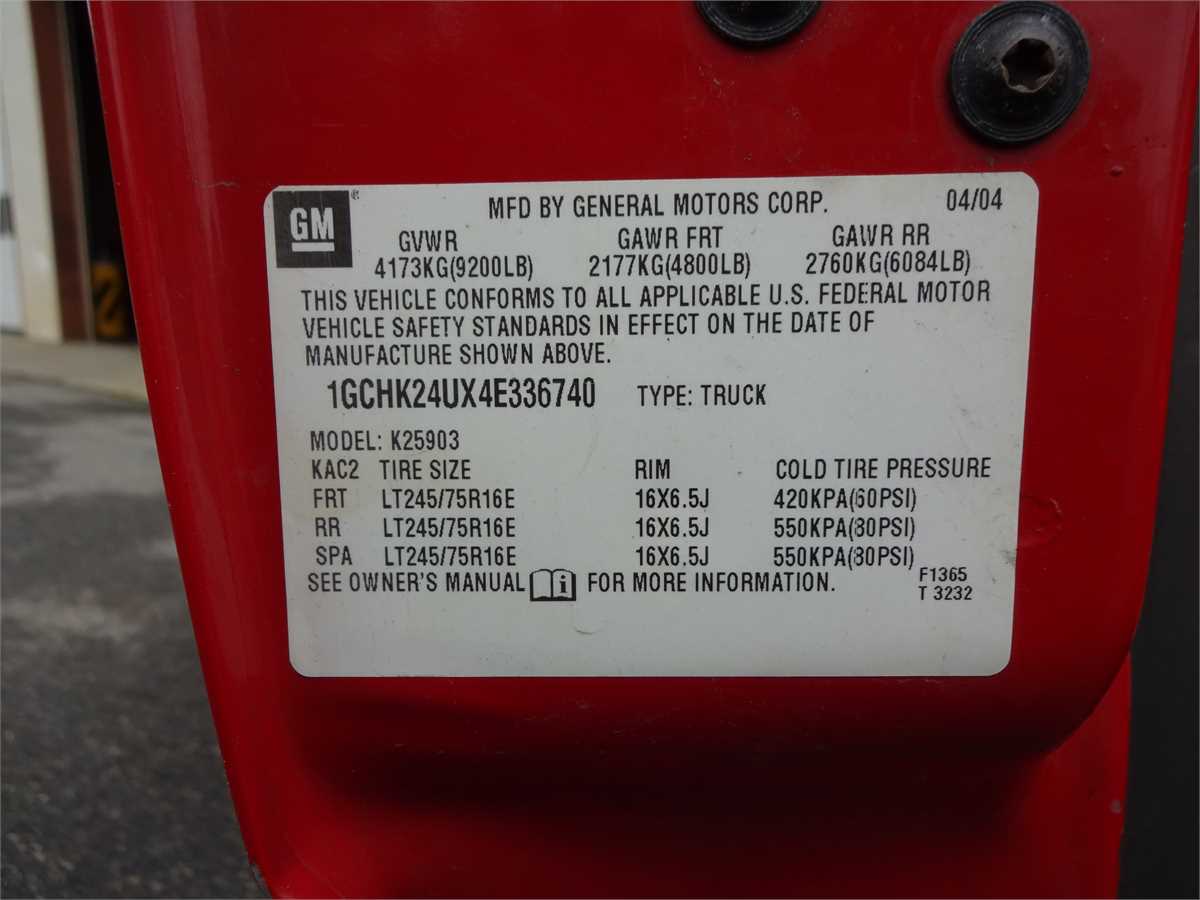 GM® MFD BY GENERAL MOTORS CORP. 04/04
GVWR GAWR FRT GAWR RR
4173KG(9200LB) 2177KG(4800LB) 2760KG(6084LB)
THIS VEHICLE CONFORMS TO ALL APPLICABLE U.S. FEDERAL MOTOR
VEHICLE SAFETY STANDARDS IN EFFECT ON THE DATE OF
MANUFACTURE SHOWN ABOVE.
1GCHK24UX4E336740 TYPE: TRUCK
MODEL: K25903
KAC2 TIRE SIZE RIM COLD TIRE PRESSURE
FRT LT245/75R16E 16X6.5J 420KPA(60PSI)
RR LT245/75R16E 16X6.5J 550KPA(80PSI)
SPA LT245/75R16E 16X6.5J 550KPA(80PSI)
SEE OWNER'S MANUAL i FOR MORE INFORMATION.
F1365
T 3232